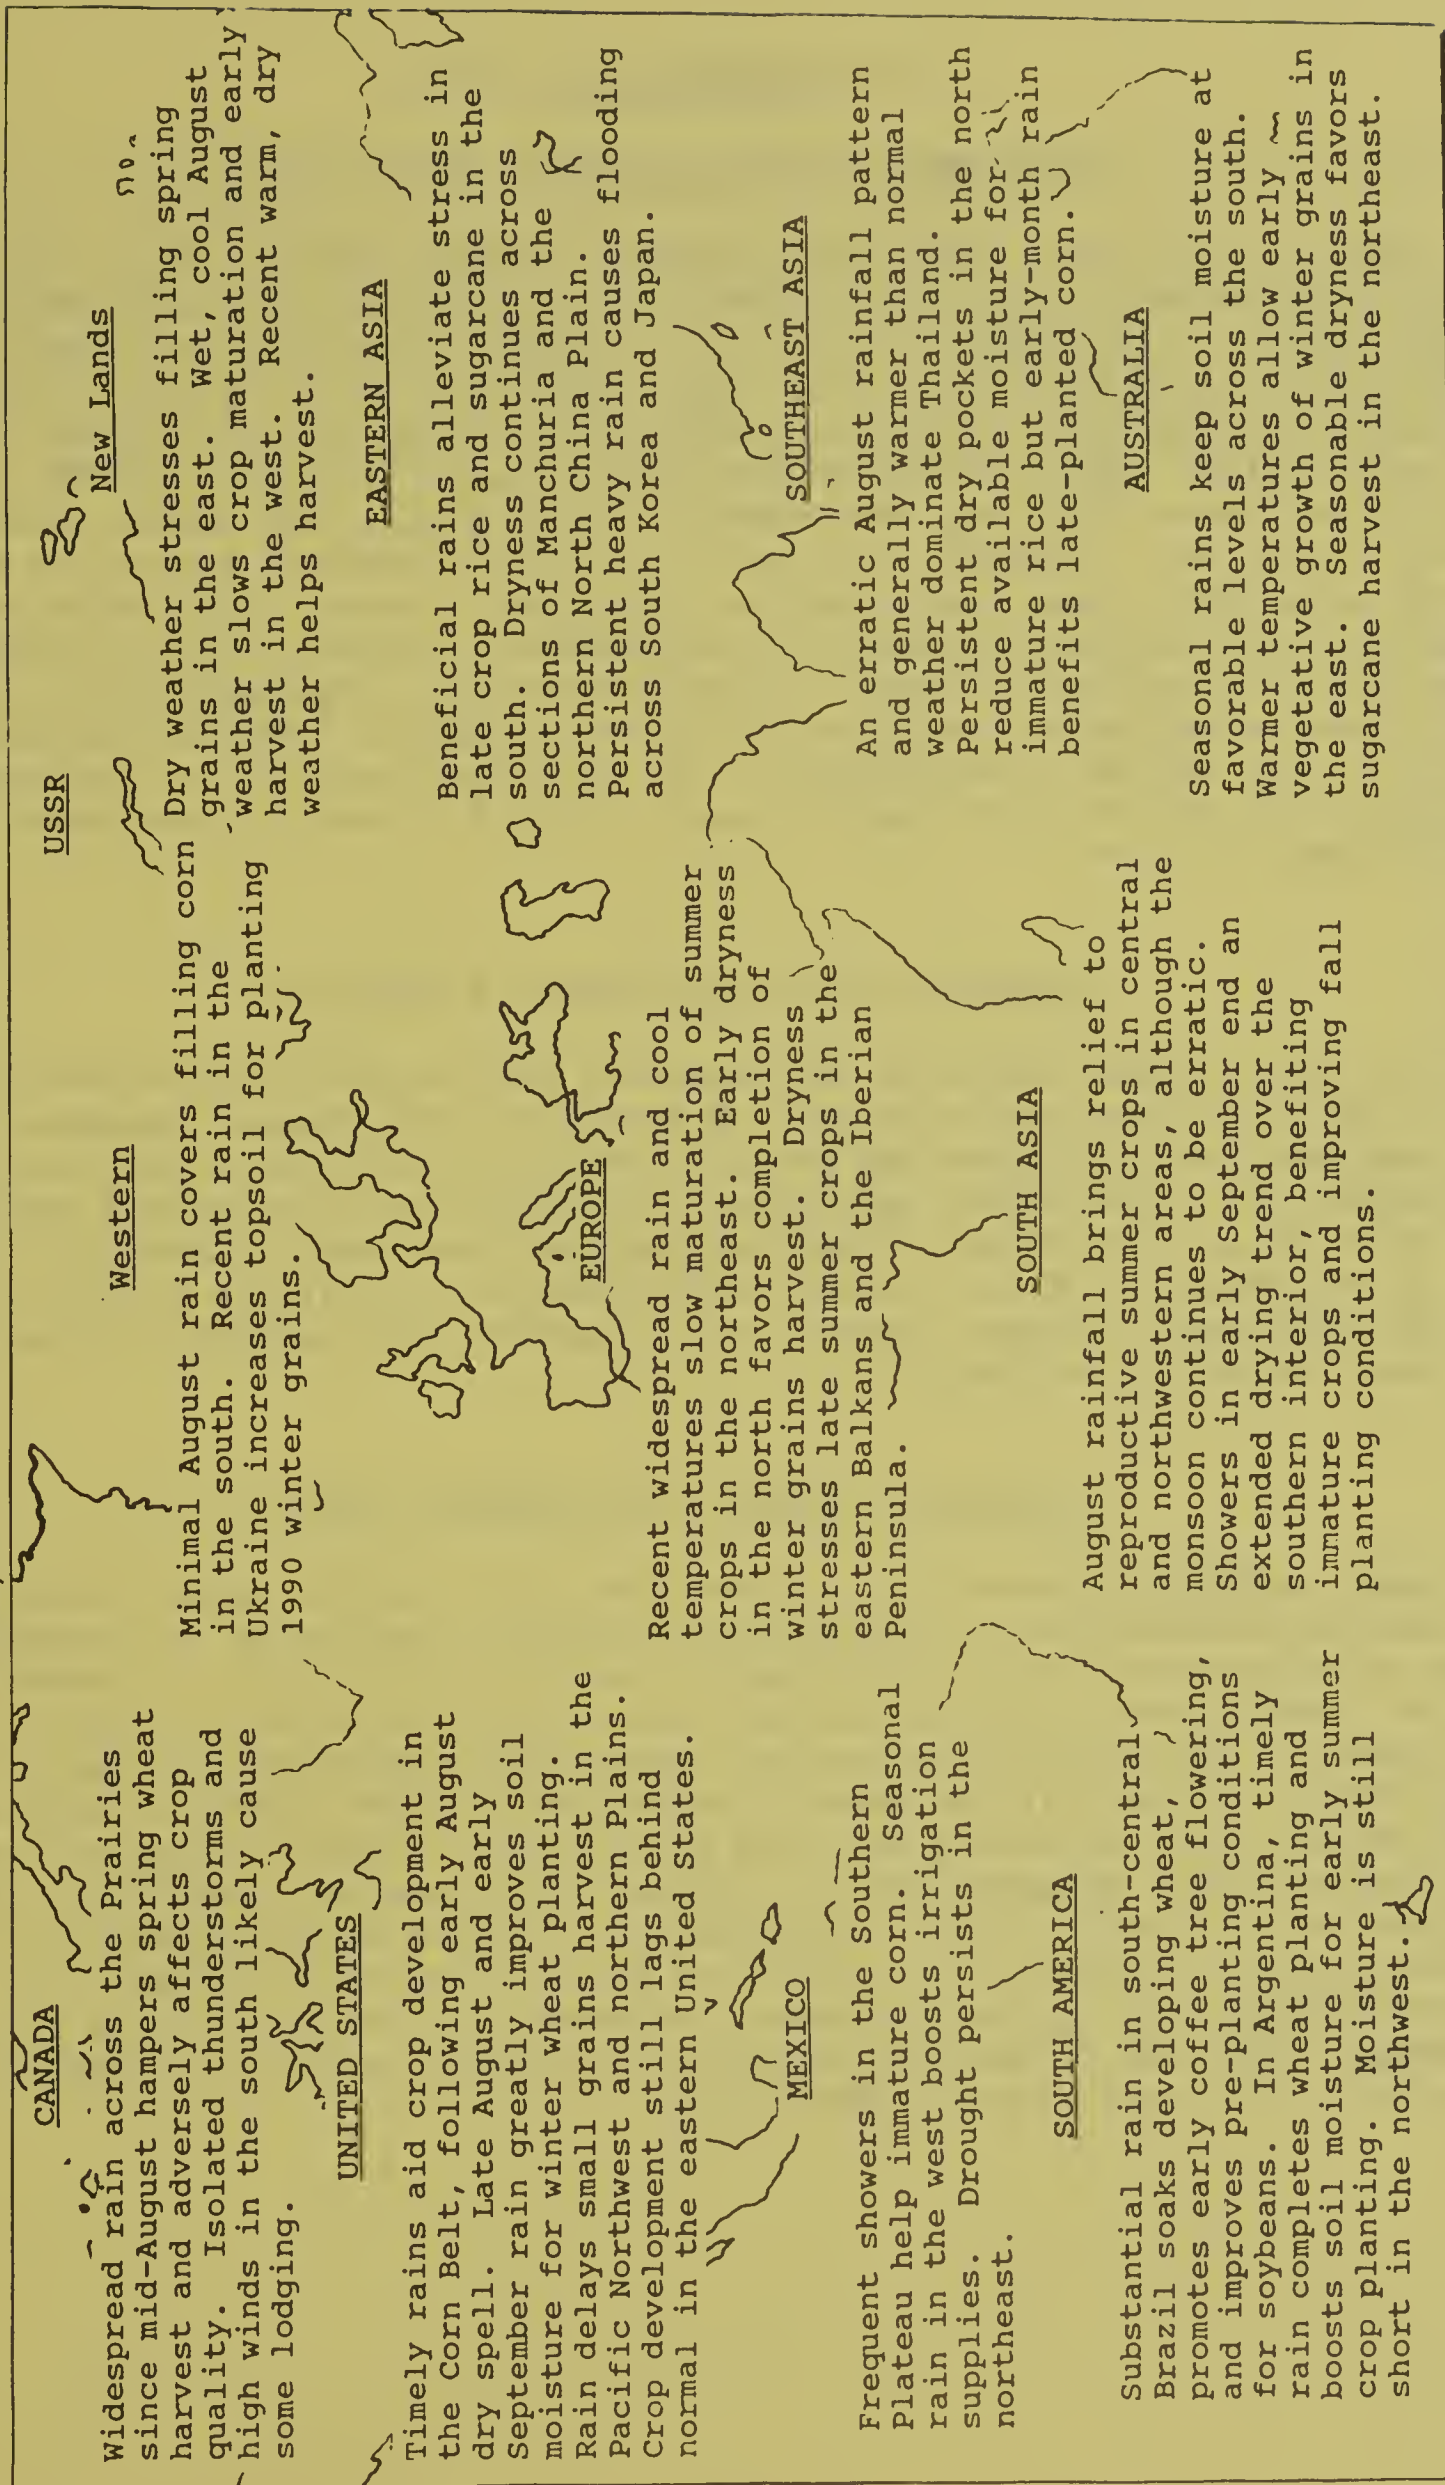 CANADA
Widespread rain across the Prairies
since mid-August hampers spring wheat
harvest and adversely affects crop
quality. Isolated thunderstorms and
high winds in the south likely cause
some lodging.
UNITED STATES
Timely rains aid crop development in
the Corn Belt, following early August
dry spell. Late August and early
September rain greatly improves soil
moisture for winter wheat planting.
Rain delays small grains harvest in the
Pacific Northwest and northern Plains.
Crop development still lags behind
normal in the eastern United States.
MEXICO
Frequent showers in the Southern
Plateau help immature corn. Seasonal
rain in the west boosts irrigation
supplies. Drought persists in the
northeast.
SOUTH AMERICA
Substantial rain in south-central
Brazil soaks developing wheat,
promotes early coffee tree flowering,
and improves pre-planting conditions
for soybeans. In Argentina, timely
rain completes wheat planting and
boosts soil moisture for early summer
crop planting. Moisture is still
short in the northwest.
USSR
Western
Minimal August rain covers filling corn
in the south. Recent rain in the
Ukraine increases topsoil for planting
1990 winter grains.
EUROPE
Recent widespread rain and cool
temperatures slow maturation of summer
crops in the northeast. Early dryness
in the north favors completion of
winter grains harvest. Dryness
stresses late summer crops in the
eastern Balkans and the Iberian
Peninsula.
SOUTH ASIA
August rainfall brings relief to
reproductive summer crops in central
and northwestern areas, although the
monsoon continues to be erratic.
Showers in early September end an
extended drying trend over the
southern interior, benefiting
immature crops and improving fall
planting conditions.
New Lands
Dry weather stresses filling spring
grains in the east. Wet, cool August
weather slows crop maturation and early
harvest in the west. Recent warm, dry
weather helps harvest.
EASTERN ASIA
Beneficial rains alleviate stress in
late crop rice and sugarcane in the
south. Dryness continues across
sections of Manchuria and the
northern North China Plain.
Persistent heavy rain causes flooding
across South Korea and Japan.
SOUTHEAST ASIA
An erratic August rainfall pattern
and generally warmer than normal
weather dominate Thailand.
Persistent dry pockets in the north
reduce available moisture for
immature rice but early-month rain
benefits late-planted corn.
AUSTRALIA
Seasonal rains keep soil moisture at
favorable levels across the south.
Warmer temperatures allow early
vegetative growth of winter grains in
the east. Seasonable dryness favors
sugarcane harvest in the northeast.